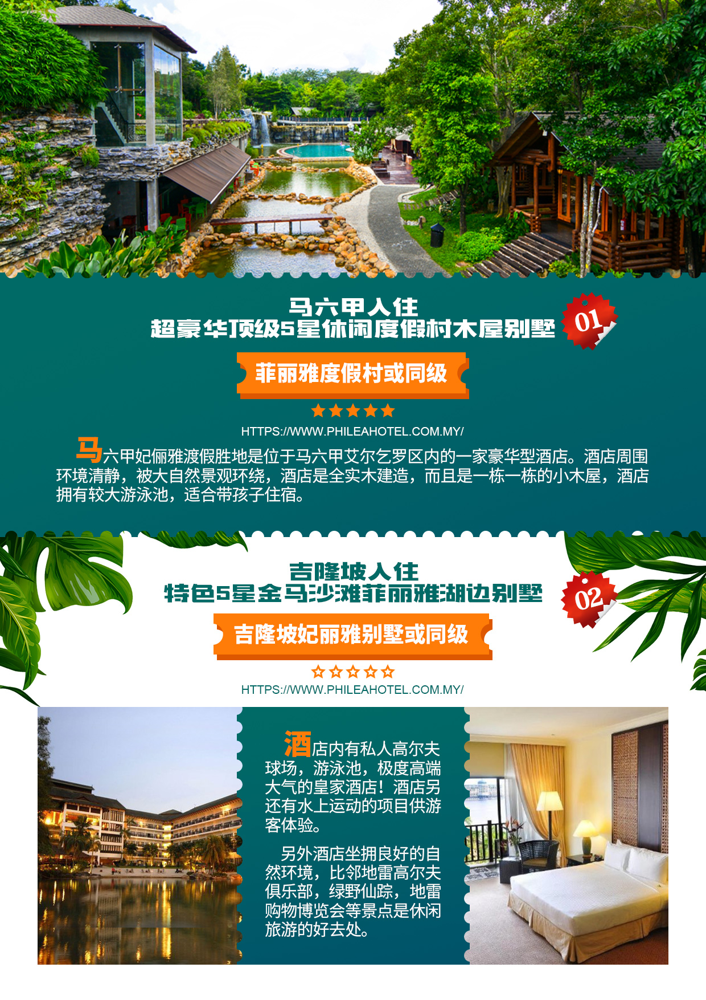 马六甲入住
超豪华顶级5星休闲度假村木屋别墅
01
菲丽雅度假村或同级
HTTPS://WWW.PHILEAHOTEL.COM.MY/
马六甲妃俪雅渡假胜地是位于马六甲艾尔乞罗区内的一家豪华型酒店。酒店周围
环境清静，被大自然景观环绕，酒店是全实木建造，而且是一栋一栋的小木屋，酒店
拥有较大游泳池，适合带孩子住宿。
吉隆坡入住
特色5星金马沙滩菲丽雅湖边别墅
02
吉隆坡妃丽雅别墅或同级
HTTPS://WWW.PHILEAHOTEL.COM.MY/
酒店内有私人高尔夫
球场，游泳池，极度高端
大气的皇家酒店！酒店另
还有水上运动的项目供游
客体验。
另外酒店坐拥良好的自
然环境，比邻地雷高尔夫
俱乐部，绿野仙踪，地雷
购物博览会等景点是休闲
旅游的好去处。